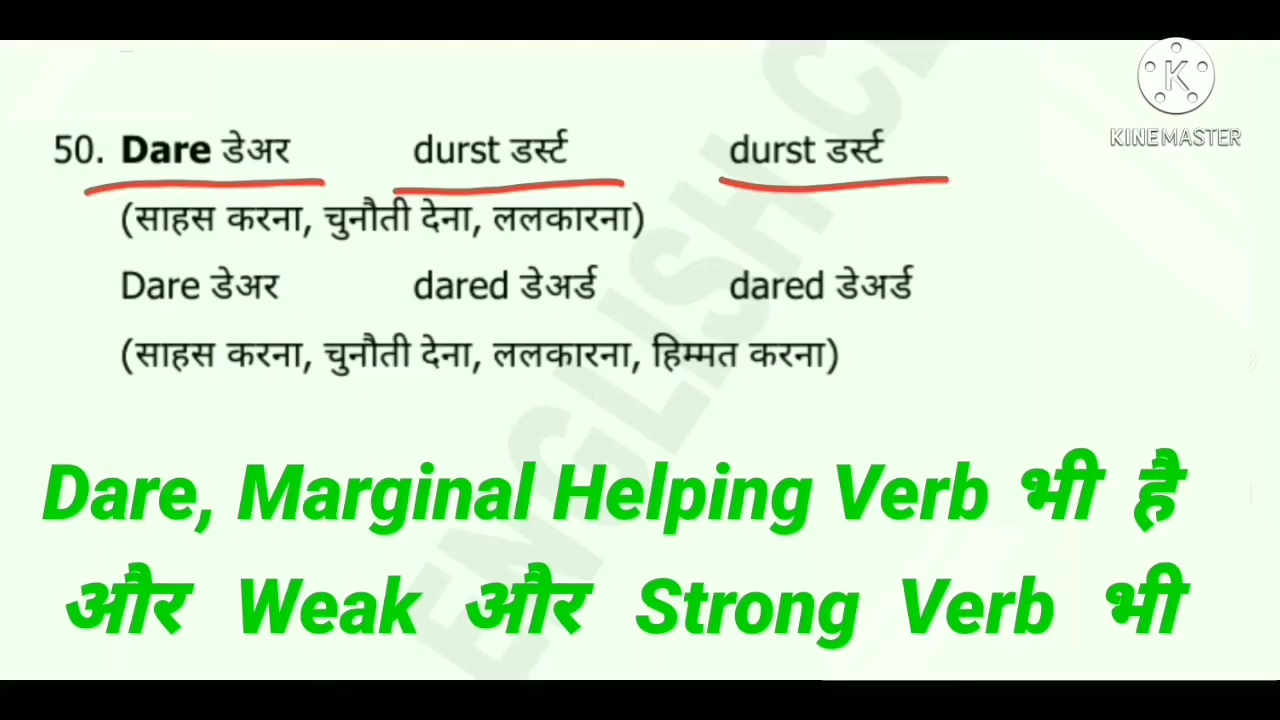 50. Dare डेअर durst डर्स्ट durst डर्स्ट
(साहस करना, चुनौती देना, ललकारना)
Dare डेअर dared डेअर्ड dared डेअर्ड
(साहस करना, चुनौती देना, ललकारना, हिम्मत करना)
Dare, Marginal Helping Verb भी है
और Weak और Strong Verb भी
K
KINEMASTER